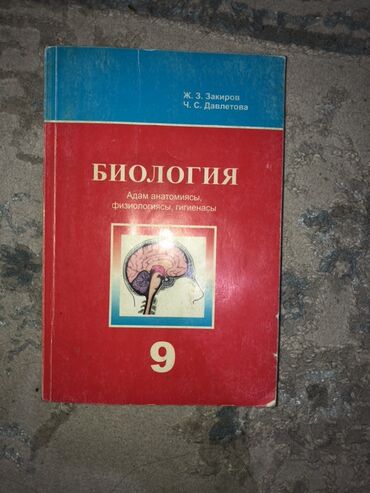 Ж. З. Закиров
Ч. С. Давлетова
БИОЛОГИЯ
Адам анатомиясы,
физиологиясы, гигиенасы
9